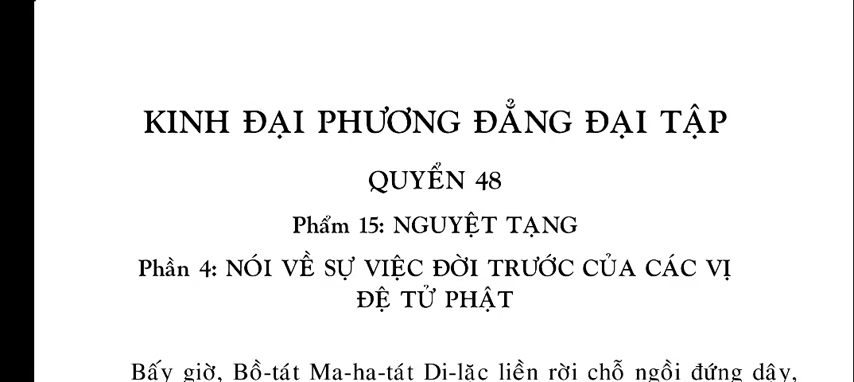 KINH ĐẠI PHƯƠNG ĐẲNG ĐẠI TẬP
QUYỂN 48
Phẩm 15: NGUYỆT TẠNG
Phần 4: NÓI VỀ SỰ VIỆC ĐỜI TRƯỚC CỦA CÁC VỊ
ĐỆ TỬ PHẬT
Bấy giờ, Bồ-tát Ma-ha-tát Di-lặc liền rời chỗ ngồi đứng dậy,